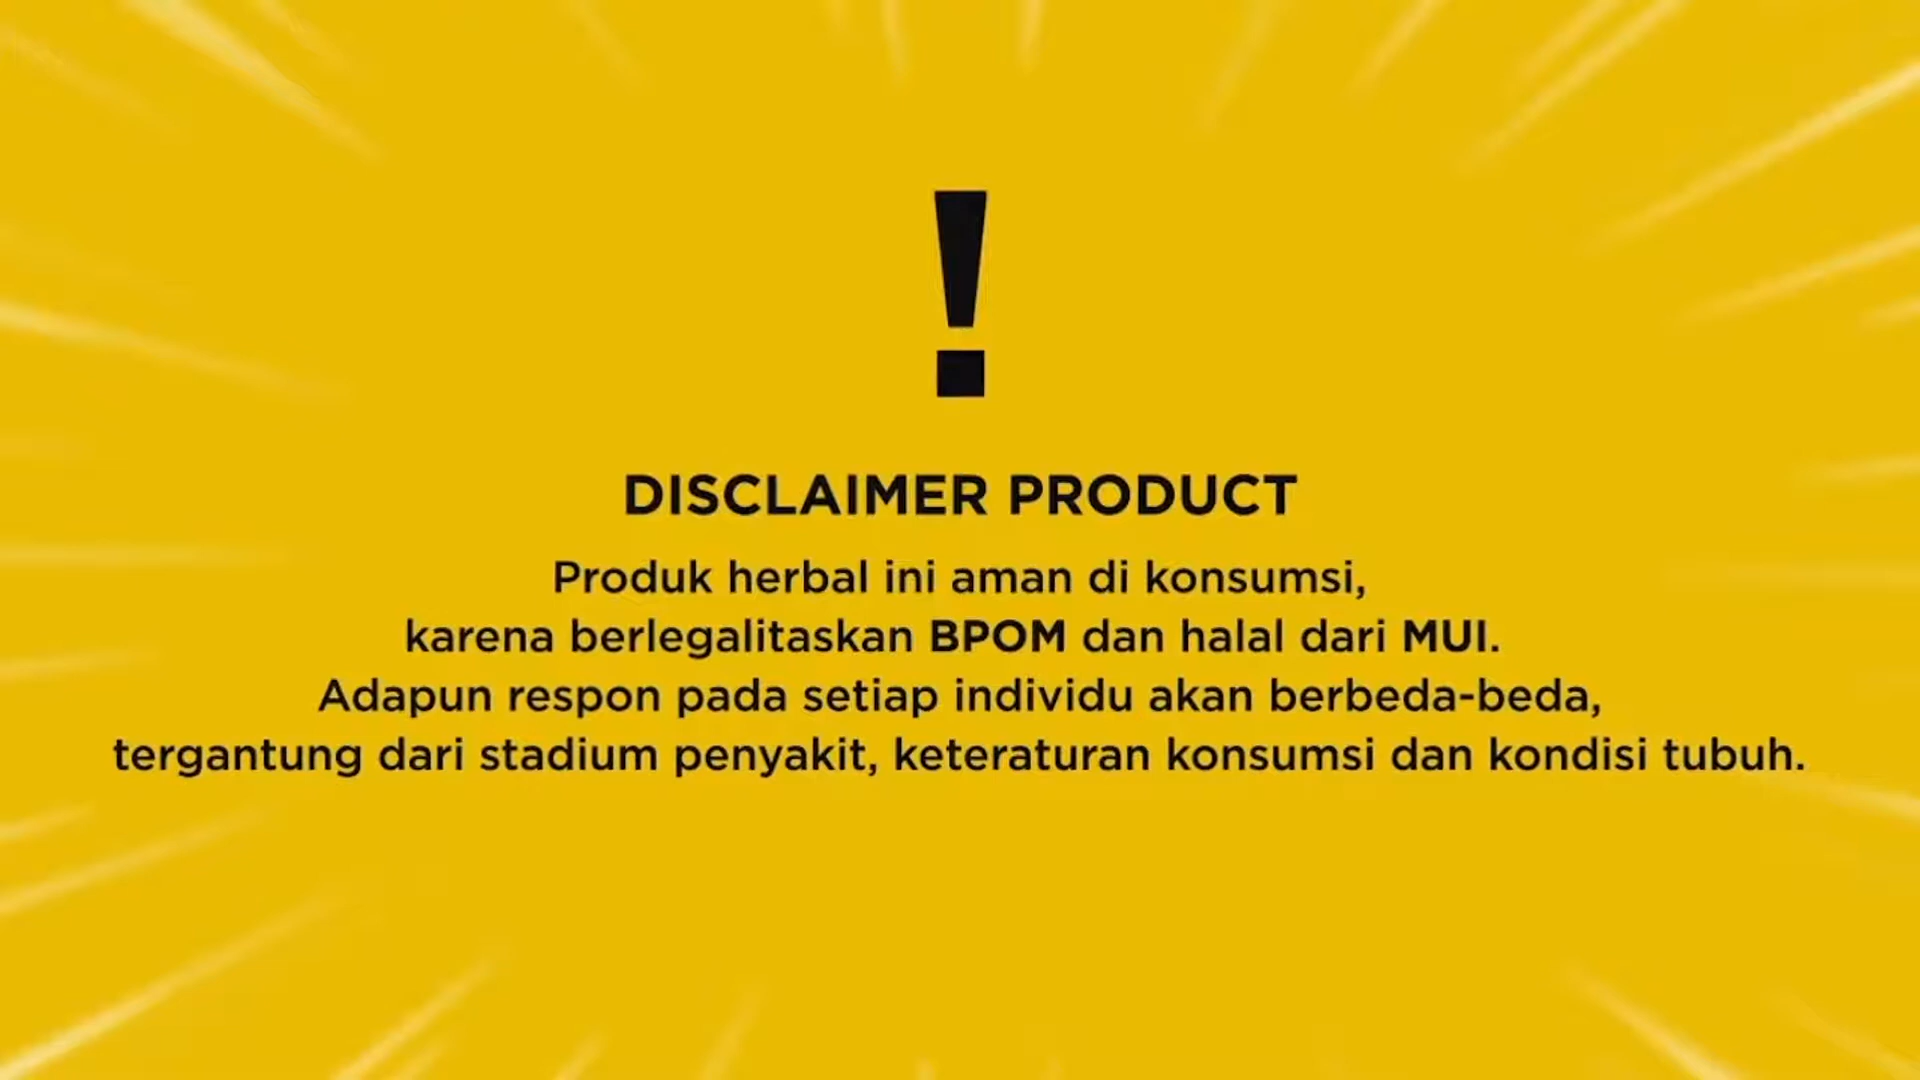 !
DISCLAIMER PRODUCT
Produk herbal ini aman di konsumsi,
karena berlegalitaskan BPOM dan halal dari MUI.
Adapun respon pada setiap individu akan berbeda-beda,
tergantung dari stadium penyakit, keteraturan konsumsi dan kondisi tubuh.